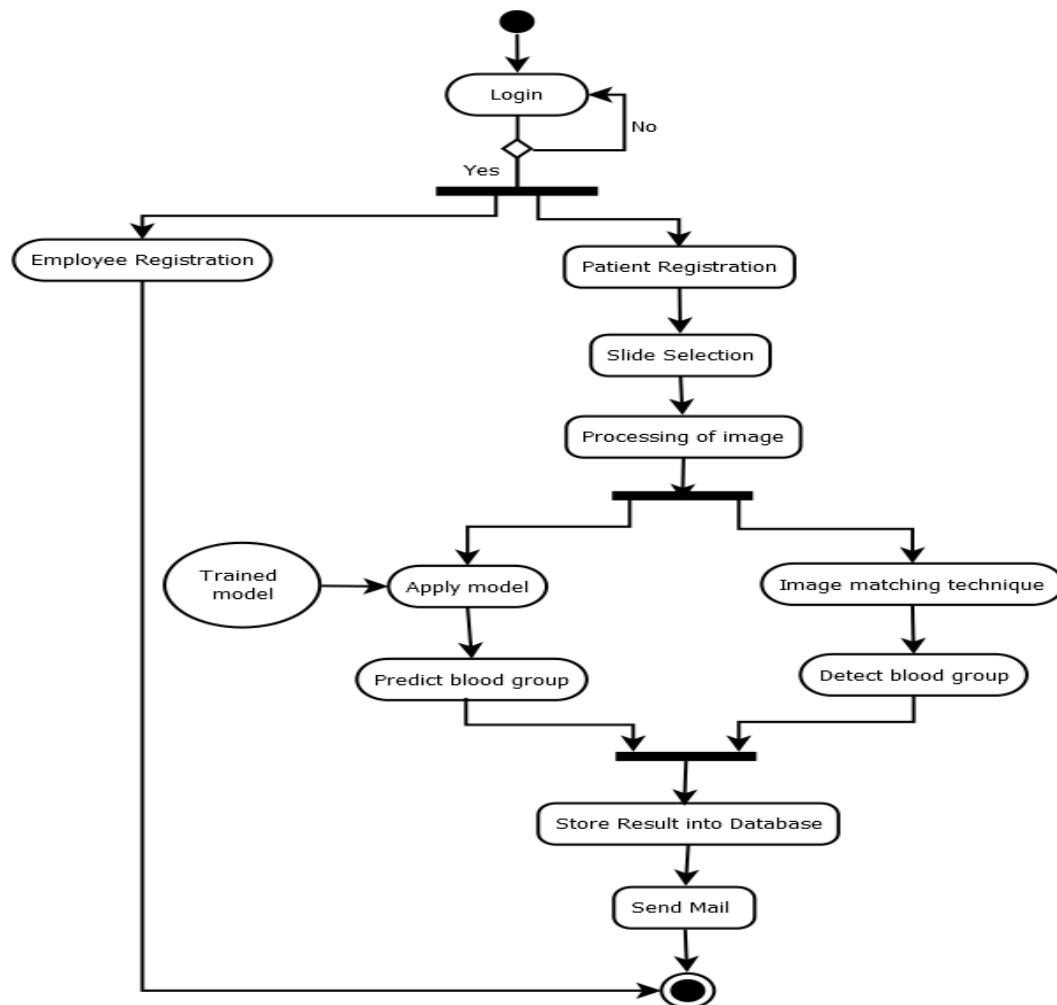 Login
No
Yes
Employee Registration
Patient Registration
Slide Selection
Processing of image
Trained
model
Apply model
Image matching technique
Predict blood group
Detect blood group
Store Result into Database
Send Mail